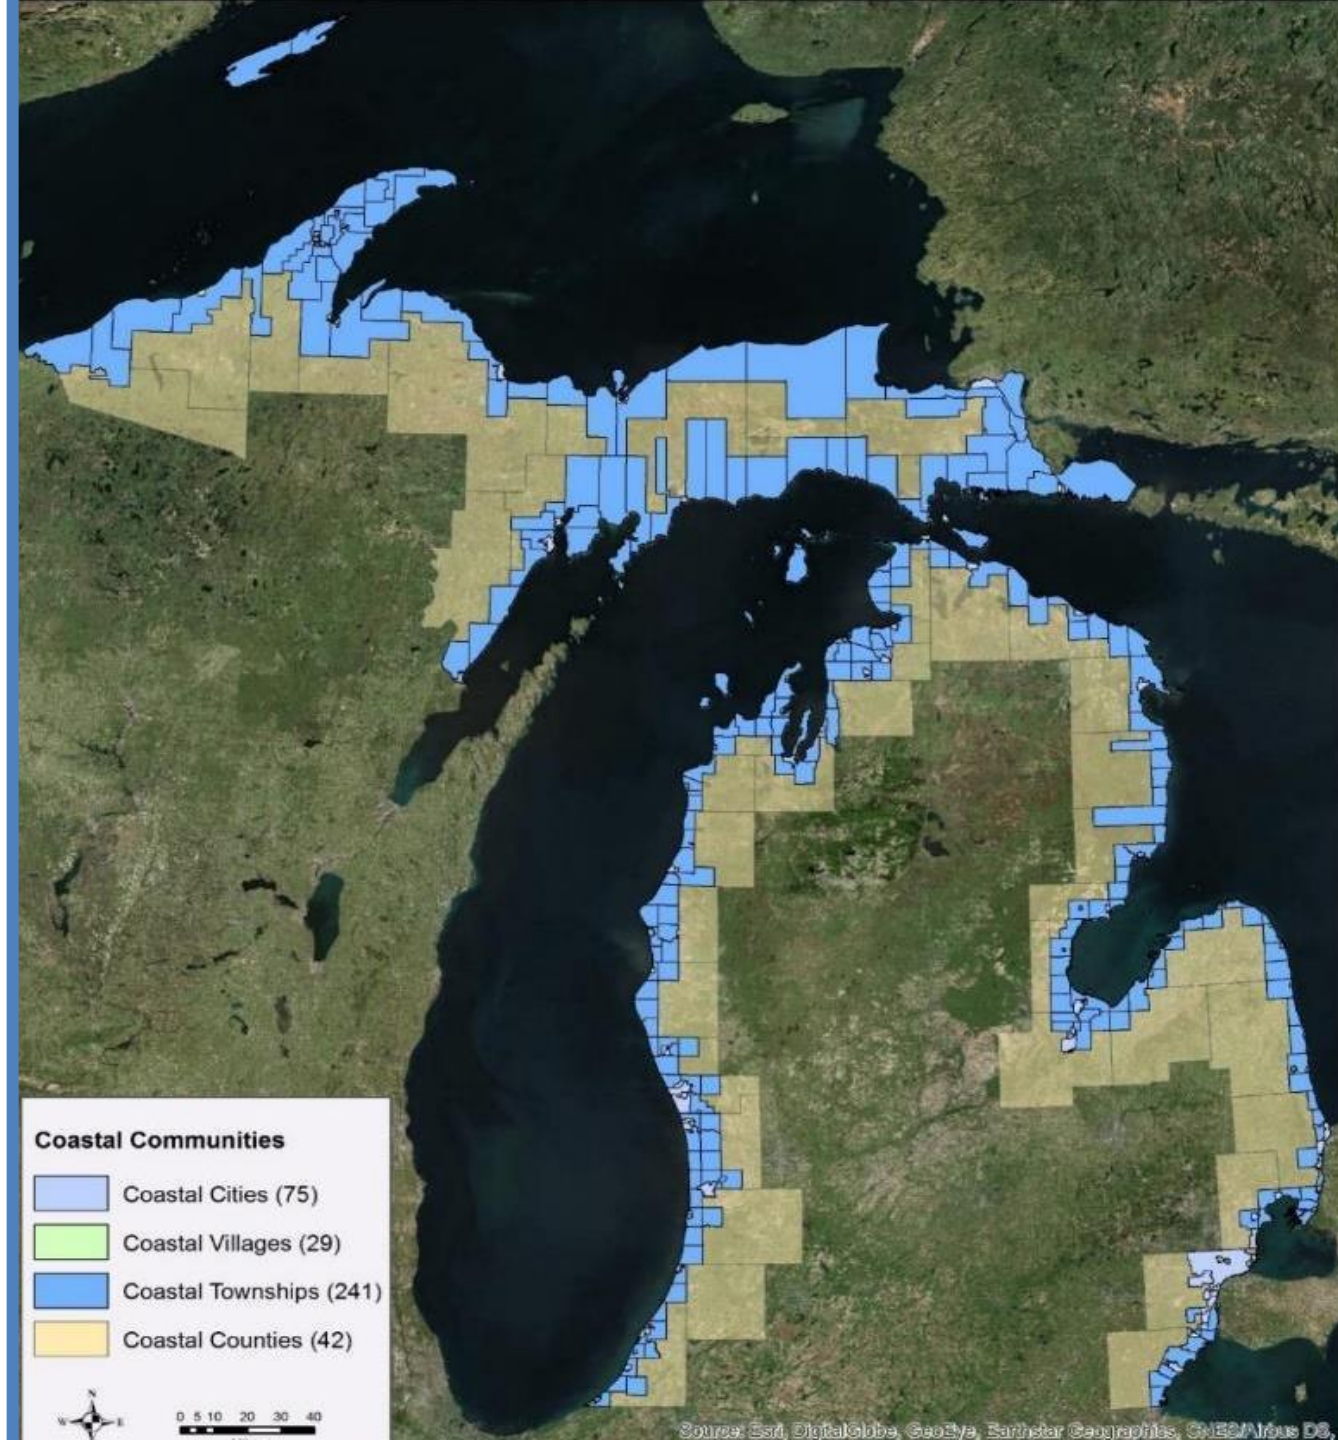 Coastal Communities
Coastal Cities (75)
Coastal Villages (29)
Coastal Townships (241)
Coastal Counties (42)
N
W E
0 5 10 20 30 40
Source: Esri, DigitalGlobe, GeoEye, Earthstar Geographics, CNES/Airbus DS,